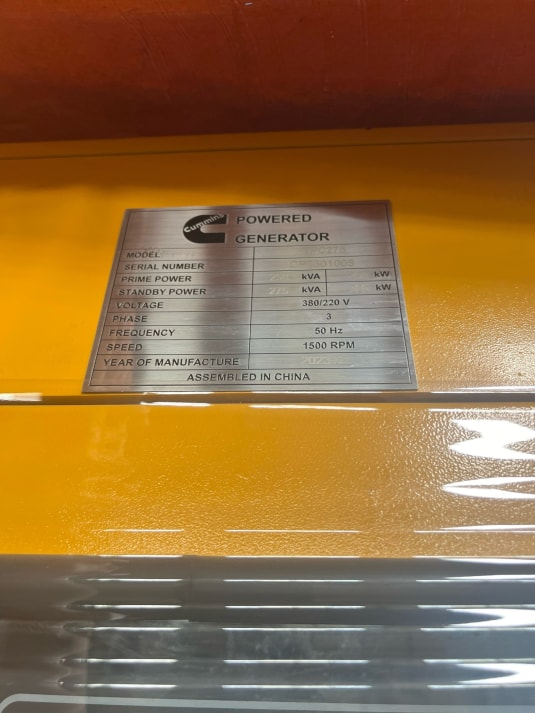 Cummins
POWERED
GENERATOR
MODEL
SERIAL NUMBER
PRIME POWER kVA kW
STANDBY POWER 275 kVA kW
VOLTAGE 380/220 V
PHASE 3
FREQUENCY 50 Hz
SPEED 1500 RPM
YEAR OF MANUFACTURE
ASSEMBLED IN CHINA